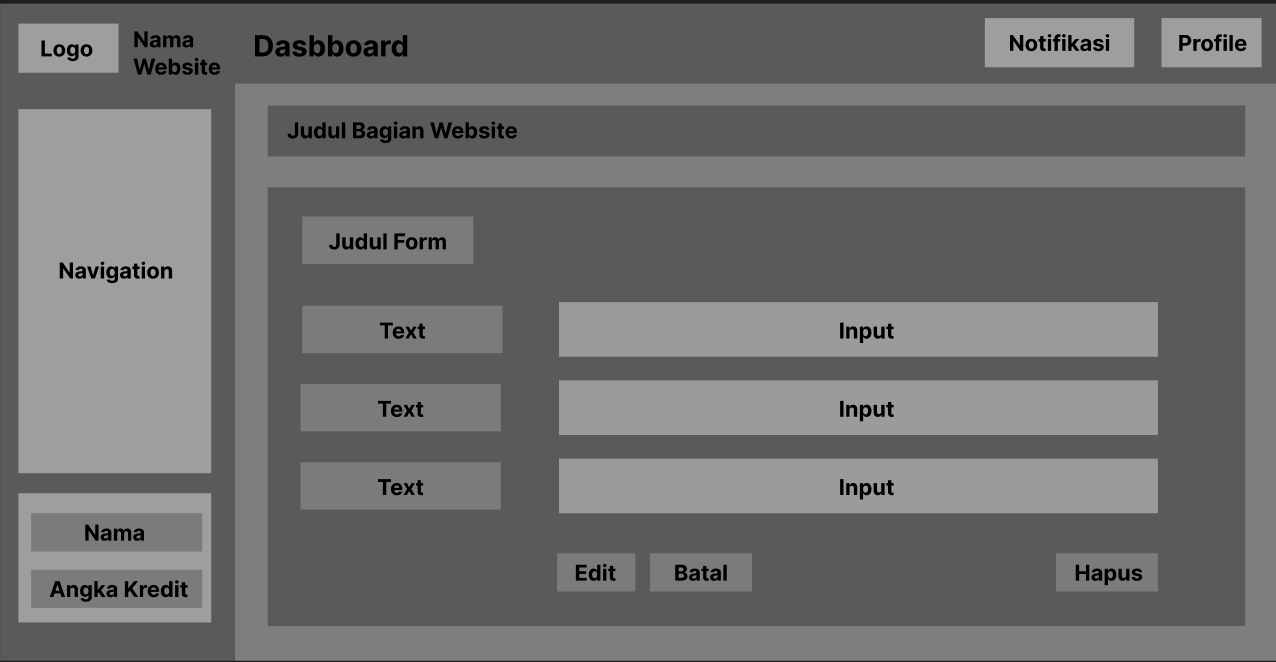 Logo
Nama
Website
Dasbboard
Notifikasi
Profile
Navigation
Nama
Angka Kredit
Judul Bagian Website
Judul Form
Text
Input
Text
Input
Text
Input
Edit
Batal
Hapus